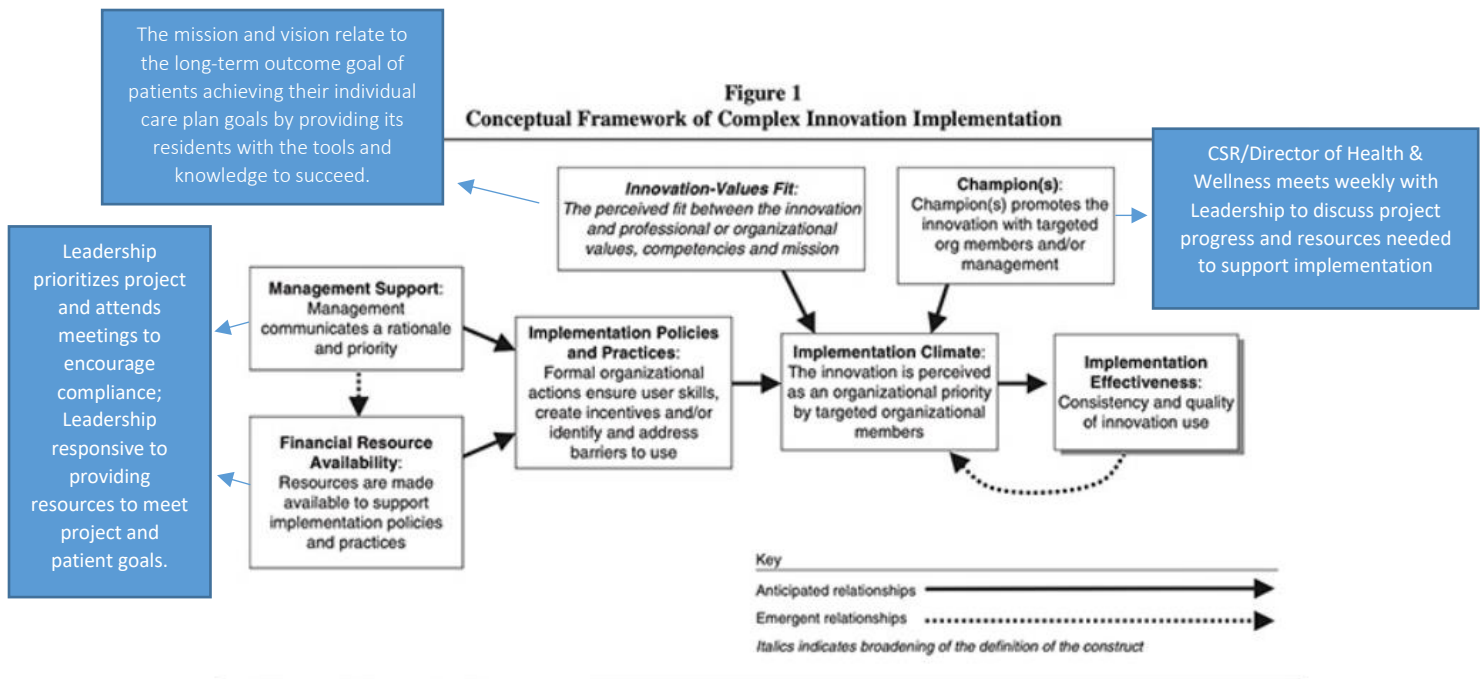 The mission and vision relate to
the long-term outcome goal of
patients achieving their individual
care plan goals by providing its
residents with the tools and
knowledge to succeed.
Figure 1
Conceptual Framework of Complex Innovation Implementation
CSR/Director of Health &
Wellness meets weekly with
Leadership to discuss project
progress and resources needed
to support implementation
Innovation-Values Fit:
The perceived fit between the innovation
and professional or organizational
values, competencies and mission
Champion(s):
Champion(s) promotes the
innovation with targeted
org members and/or
management
Leadership
prioritizes project
and attends
meetings to
encourage
compliance;
Leadership
responsive to
providing
resources to meet
project and
patient goals.
Management Support:
Management
communicates a rationale
and priority
Financial Resource
Availability:
Resources are made
available to support
implementation policies
and practices
Implementation Policies
and Practices:
Formal organizational
actions ensure user skills,
create incentives and/or
identify and address
barriers to use
Implementation Climate:
The innovation is perceived
as an organizational priority
by targeted organizational
members
Implementation
Effectiveness:
Consistency and quality
of innovation use
Key
Anticipated relationships
Emergent relationships
Italics indicates broadening of the definition of the construct